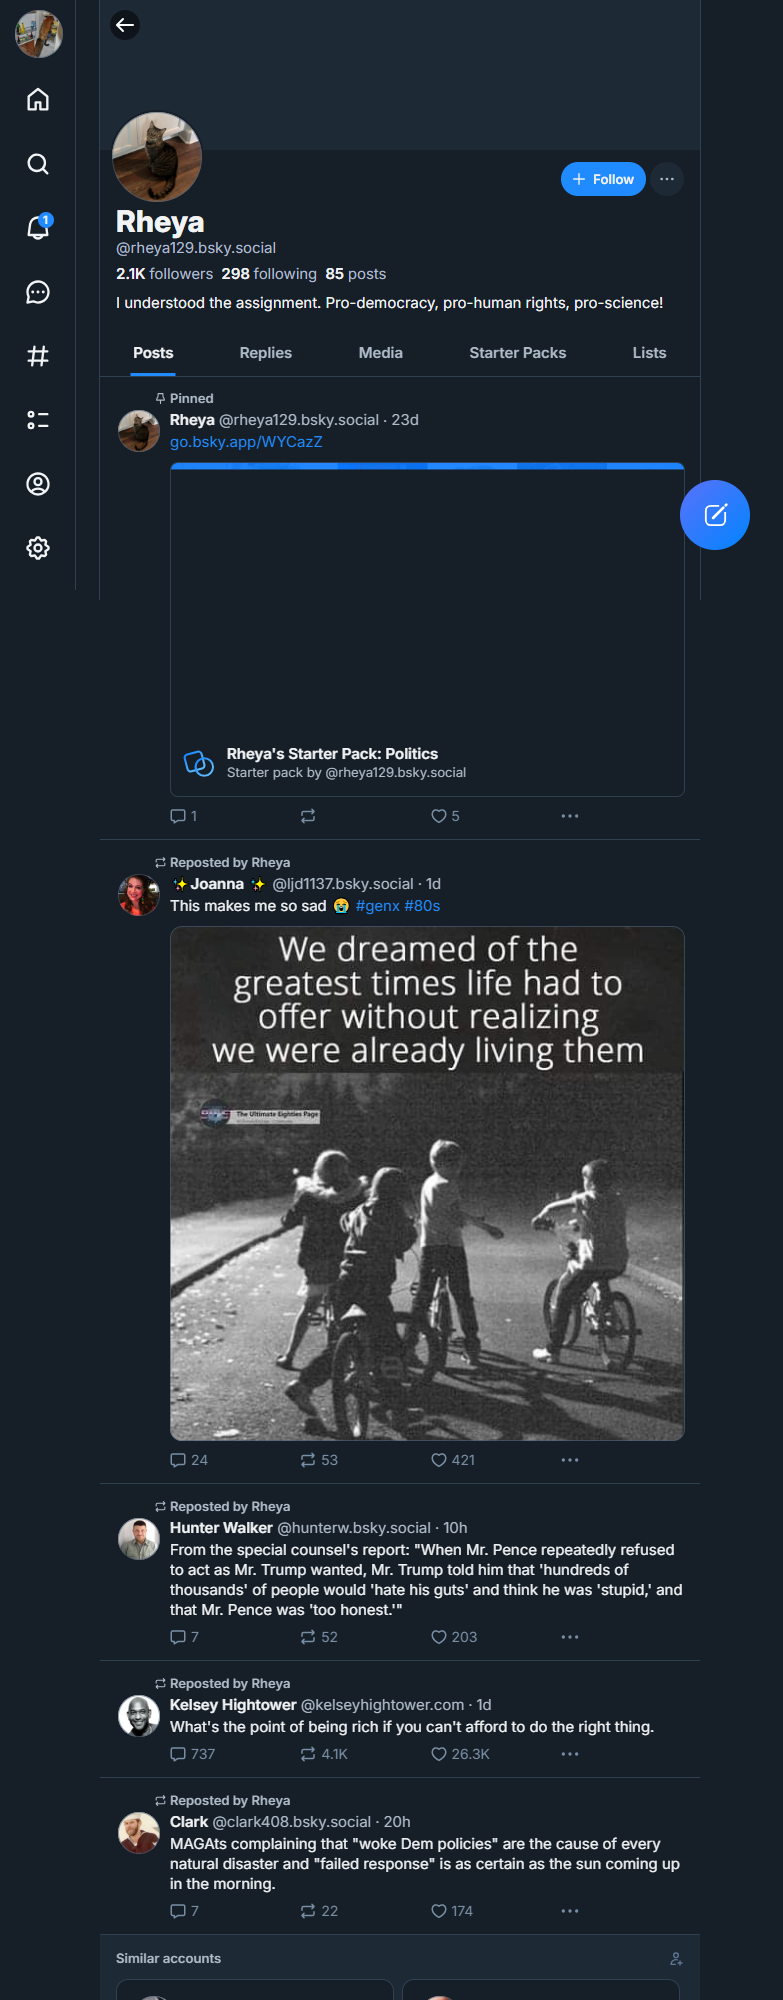 1
+ Follow
Rheya
@rheya129.bsky.social
2.1K followers 298 following 85 posts
I understood the assignment. Pro-democracy, pro-human rights, pro-science!
Posts Replies Media Starter Packs Lists
Pinned
Rheya @rheya129.bsky.social · 23d
go.bsky.app/WYCazZ
Rheya's Starter Pack: Politics
Starter pack by @rheya129.bsky.social
1 5
Reposted by Rheya
✨Joanna ✨ @ljd1137.bsky.social · 1d
This makes me so sad 😭 #genx #80s
We dreamed of the
greatest times life had to
offer without realizing
we were already living them
The Ultimate Eighties Page
24 53 421
Reposted by Rheya
Hunter Walker @hunterw.bsky.social · 10h
From the special counsel's report: "When Mr. Pence repeatedly refused
to act as Mr. Trump wanted, Mr. Trump told him that 'hundreds of
thousands' of people would 'hate his guts' and think he was 'stupid,' and
that Mr. Pence was 'too honest.'"
7 52 203
Reposted by Rheya
Kelsey Hightower @kelseyhightower.com · 1d
What's the point of being rich if you can't afford to do the right thing.
737 4.1K 26.3K
Reposted by Rheya
Clark @clark408.bsky.social · 20h
MAGAts complaining that "woke Dem policies" are the cause of every
natural disaster and "failed response" is as certain as the sun coming up
in the morning.
7 22 174
Similar accounts